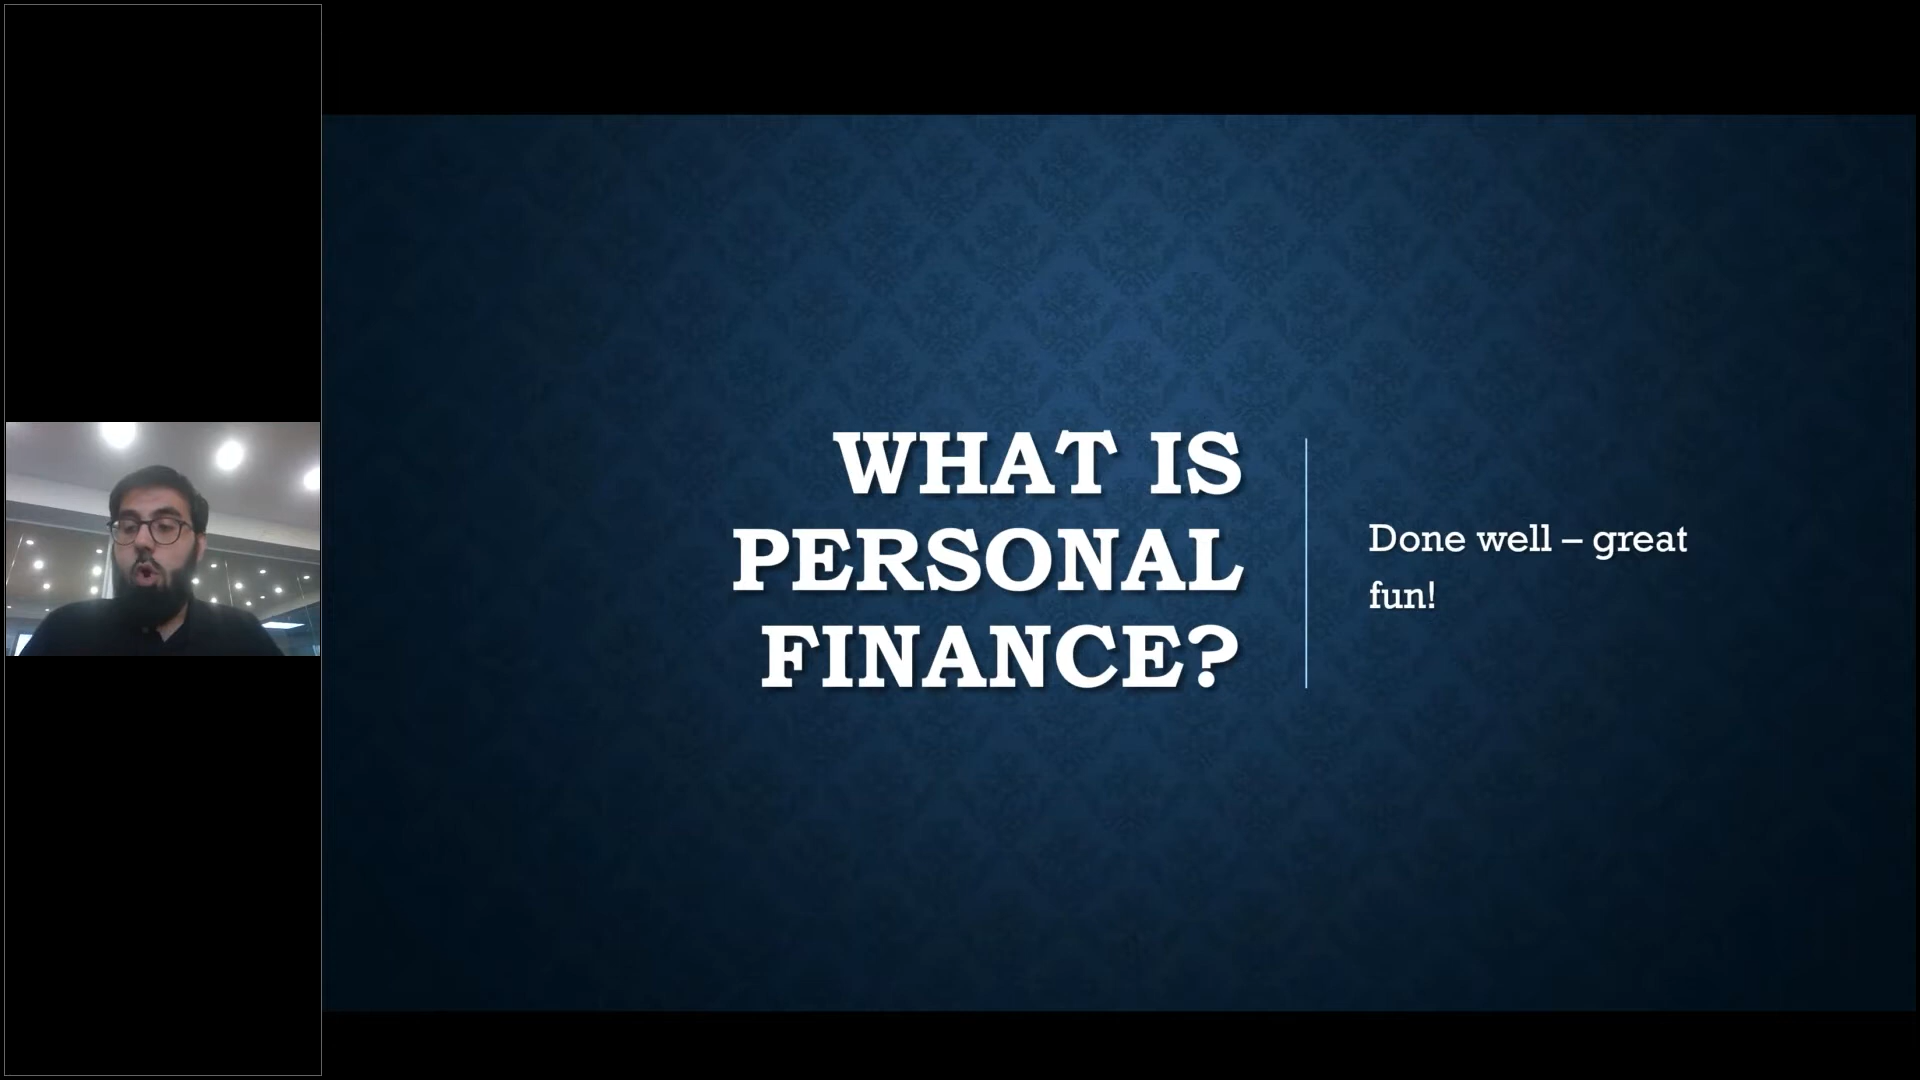 WHAT IS
PERSONAL
FINANCE?
Done well – great
fun!